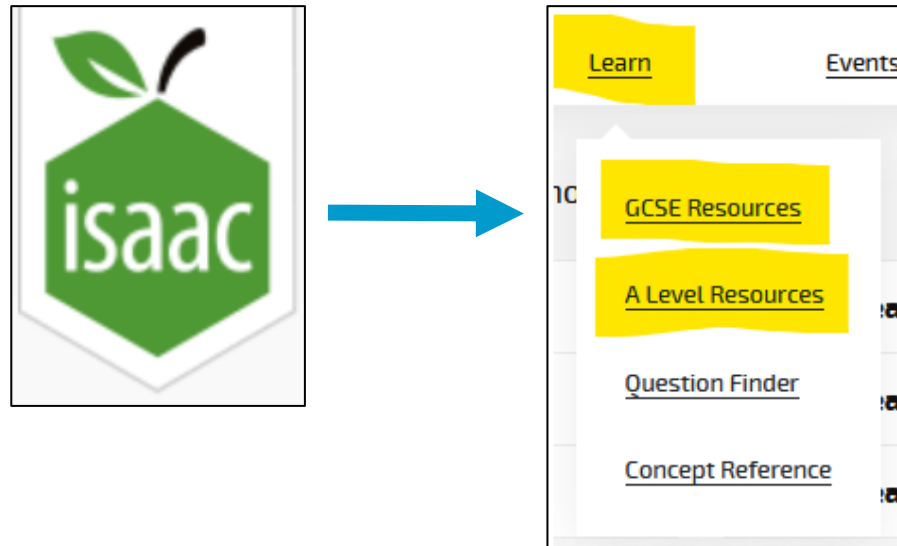 isaac
Learn Events
GCSE Resources
A Level Resources
Question Finder
Concept Reference